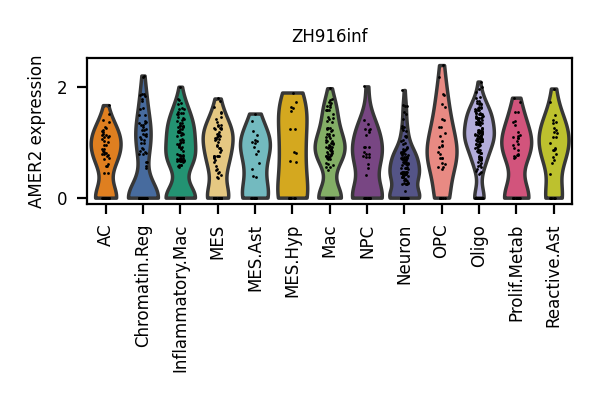 ZH916inf
AMER2 expression
2
0
AC
Chromatin.Reg
Inflammatory.Mac
MES
MES.Ast
MES.Hyp
Mac
NPC
Neuron
OPC
Oligo
Prolif.Metab
Reactive.Ast